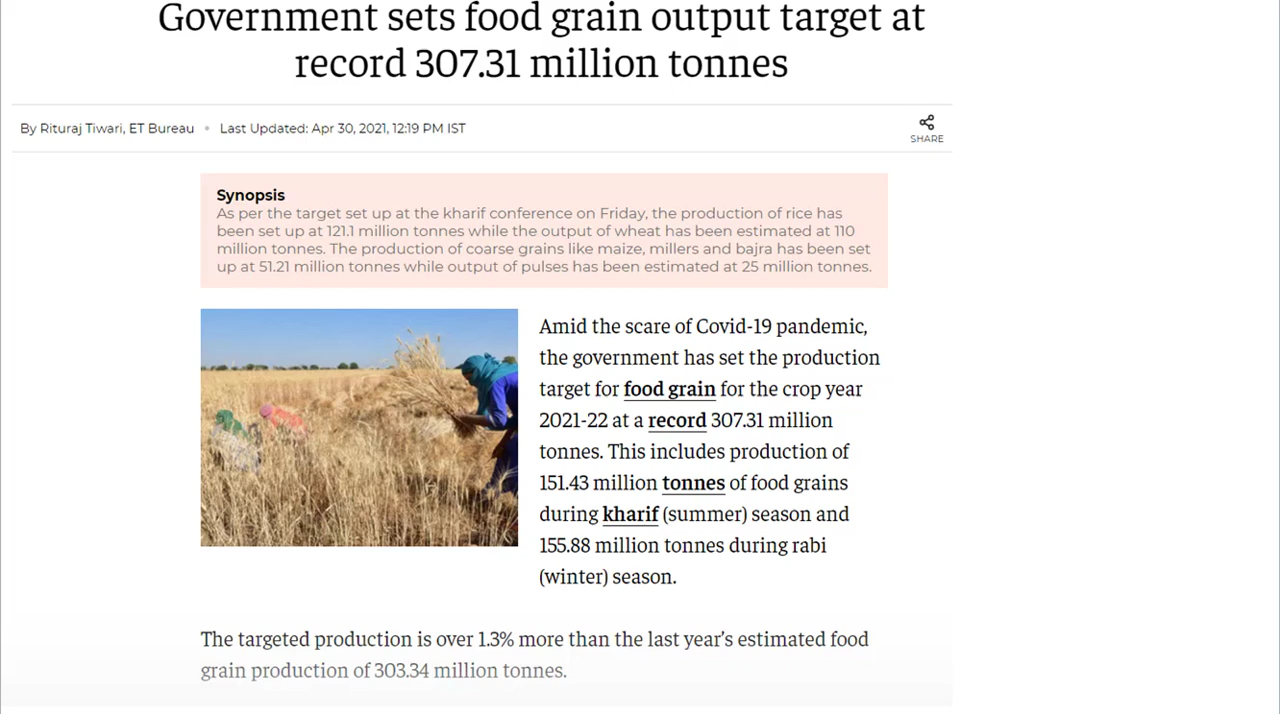 Government sets food grain output target at
record 307.31 million tonnes
By Rituraj Tiwari, ET Bureau • Last Updated: Apr 30, 2021, 12:19 PM IST
SHARE
Synopsis
As per the target set up at the kharif conference on Friday, the production of rice has
been set up at 121.1 million tonnes while the output of wheat has been estimated at 110
million tonnes. The production of coarse grains like maize, millers and bajra has been set
up at 51.21 million tonnes while output of pulses has been estimated at 25 million tonnes.
Amid the scare of Covid-19 pandemic,
the government has set the production
target for food grain for the crop year
2021-22 at a record 307.31 million
tonnes. This includes production of
151.43 million tonnes of food grains
during kharif (summer) season and
155.88 million tonnes during rabi
(winter) season.
The targeted production is over 1.3% more than the last year’s estimated food
grain production of 303.34 million tonnes.